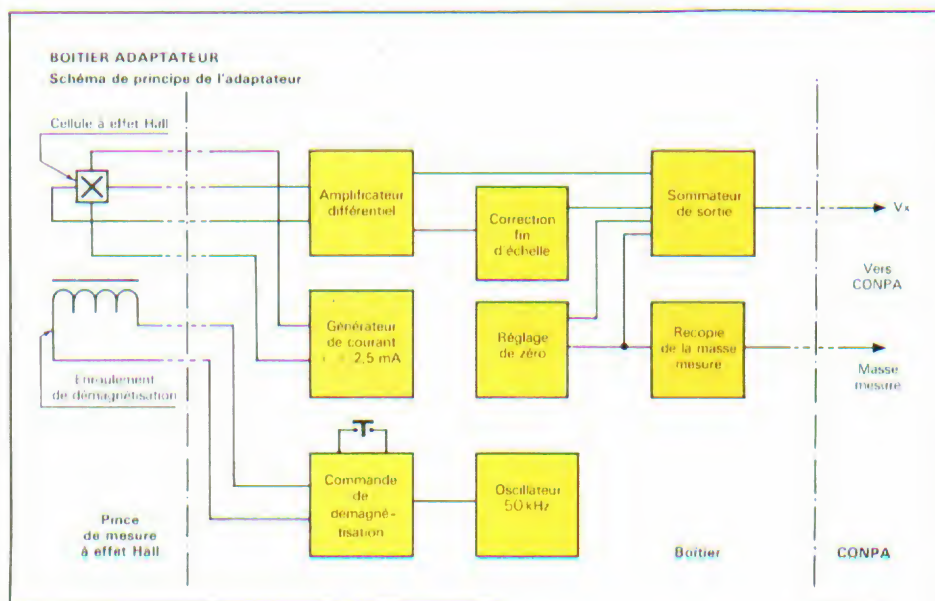 BOITIER ADAPTATEUR
Schéma de principe de l'adaptateur
Cellule à effet Hall
Amplificateur
différentiel
Correction
fin
d'échelle
Sommateur
de sortie
Vx
Vers
CONPA
Générateur
de courant
2,5 mA
Réglage
de zéro
Recopie
de la masse
mesure
Masse
mesure
Enroulement
de démagnétisation
Commande
de
démagné-
tisation
Oscillateur
50 kHz
Pince
de mesure
à effet Hall
Boîtier
CONPA